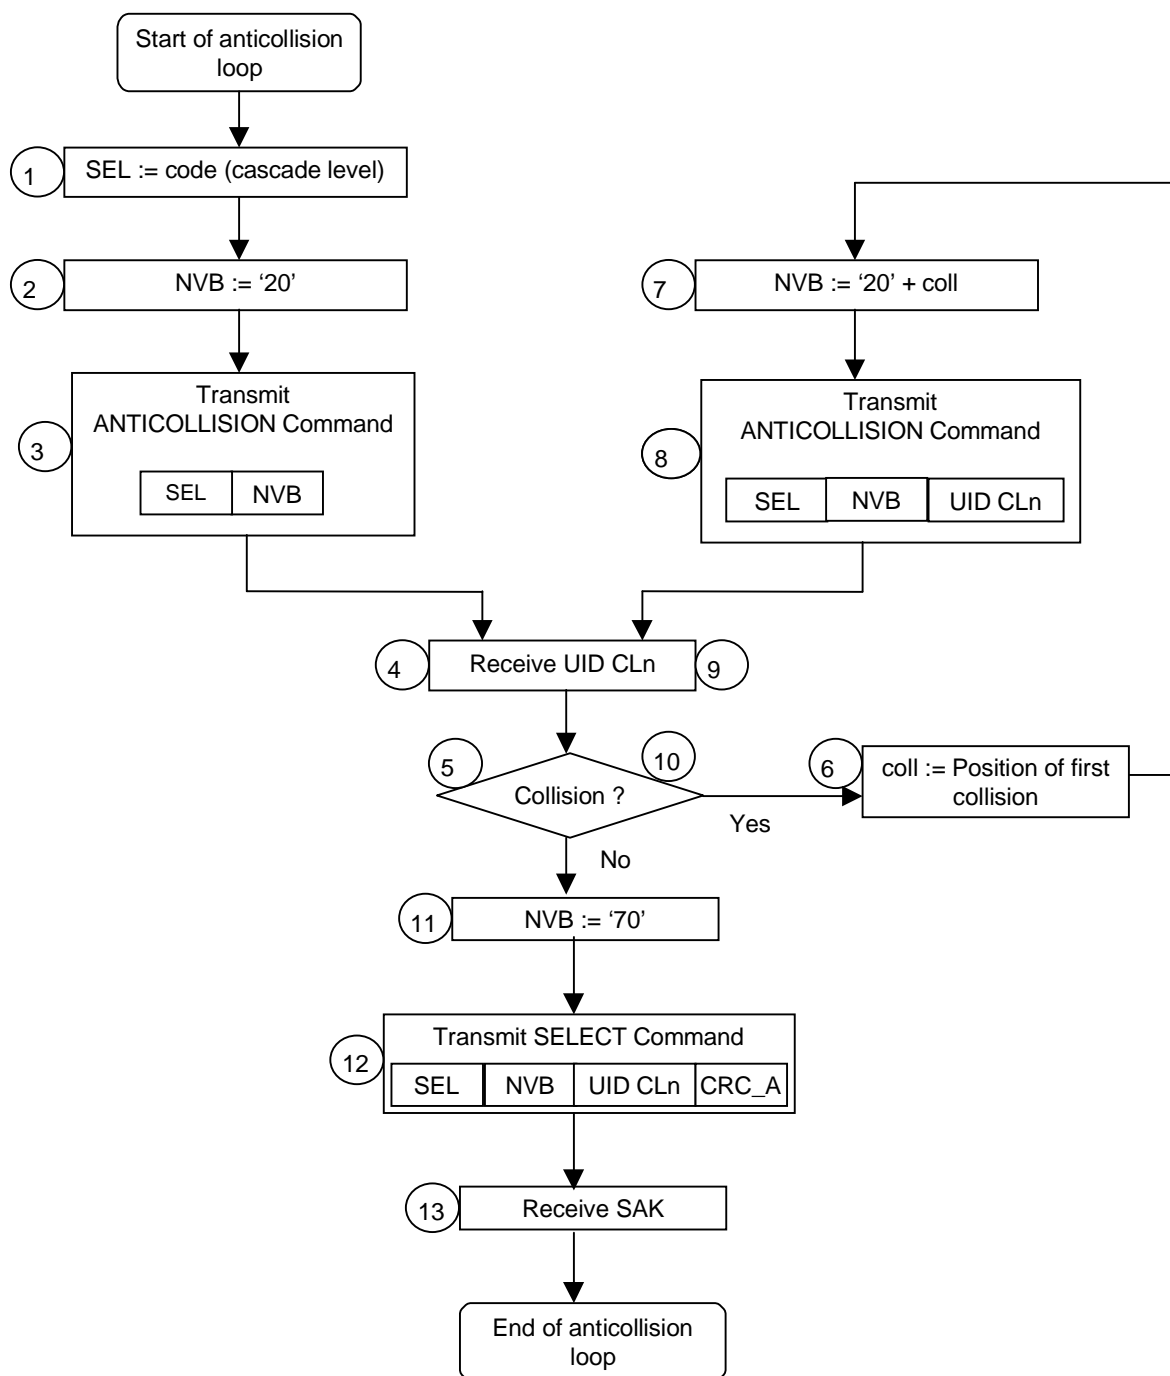 Start of anticollision
loop
1
SEL := code (cascade level)
2
NVB := ‘20’
7
NVB := ‘20’ + coll
3
Transmit
ANTICOLLISION Command
SEL NVB
8
Transmit
ANTICOLLISION Command
SEL NVB UID CLn
4
Receive UID CLn
9
5
Collision ?
10
Yes
No
6
coll := Position of first
collision
11
NVB := ‘70’
12
Transmit SELECT Command
SEL NVB UID CLn CRC_A
13
Receive SAK
End of anticollision
loop